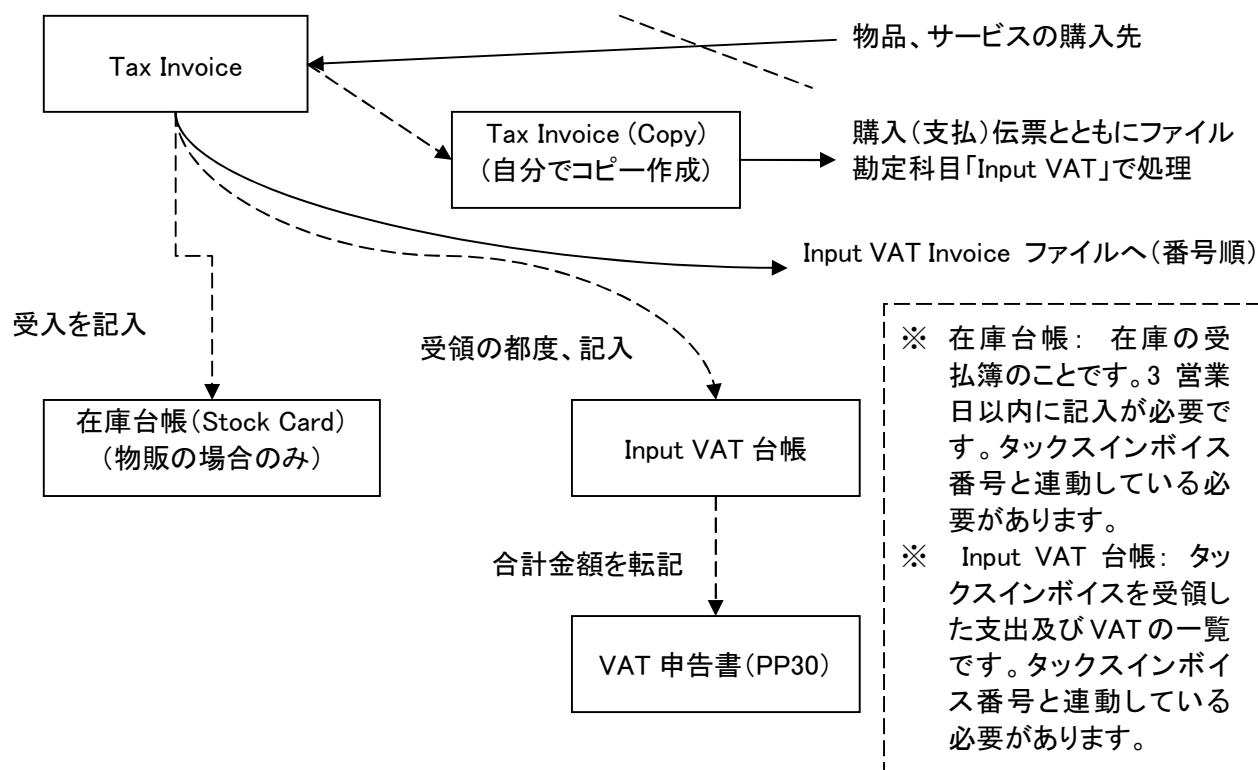 物品、サービスの購入先
Tax Invoice
Tax Invoice (Copy)
(自分でコピー作成)
購入(支払)伝票とともにファイル
勘定科目「Input VAT」で処理
Input VAT Invoice ファイルへ(番号順)
受入を記入
受領の都度、記入
在庫台帳(Stock Card)
(物販の場合のみ)
Input VAT 台帳
合計金額を転記
VAT 申告書(PP30)
※ 在庫台帳: 在庫の受
払簿のことです。3 営業
日以内に記入が必要で
す。タックスインボイス
番号と連動している必
要があります。
※ Input VAT 台帳: タッ
クスインボイスを受領し
た支出及び VAT の一覧
です。タックスインボイ
ス番号と連動している
必要があります。